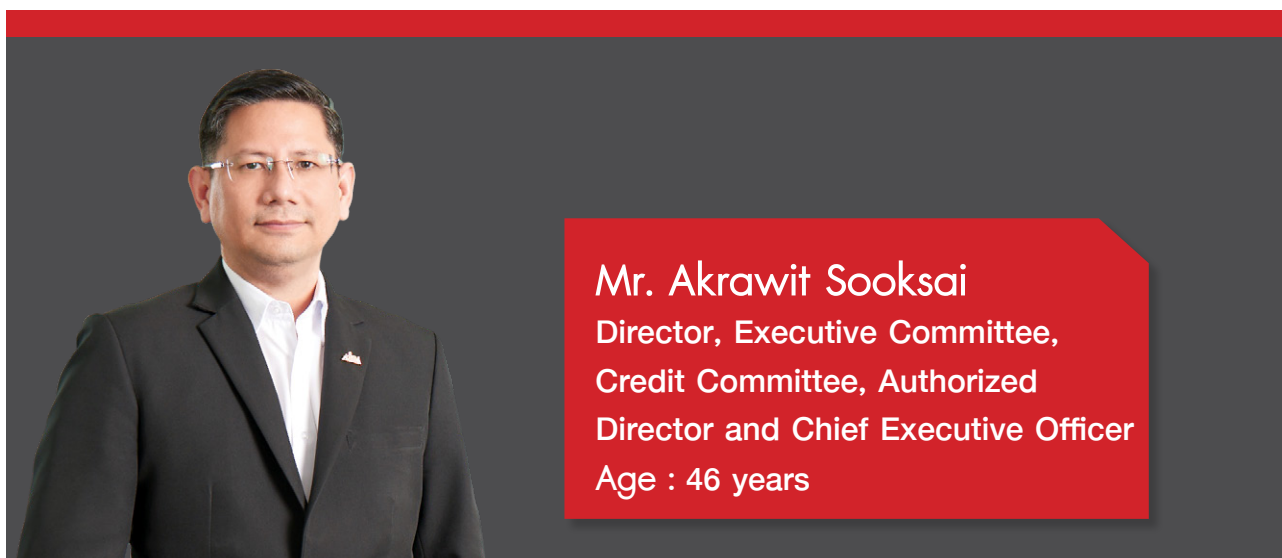 Mr. Akrawit Sooksai
Director, Executive Committee,
Credit Committee, Authorized
Director and Chief Executive Officer
Age : 46 years